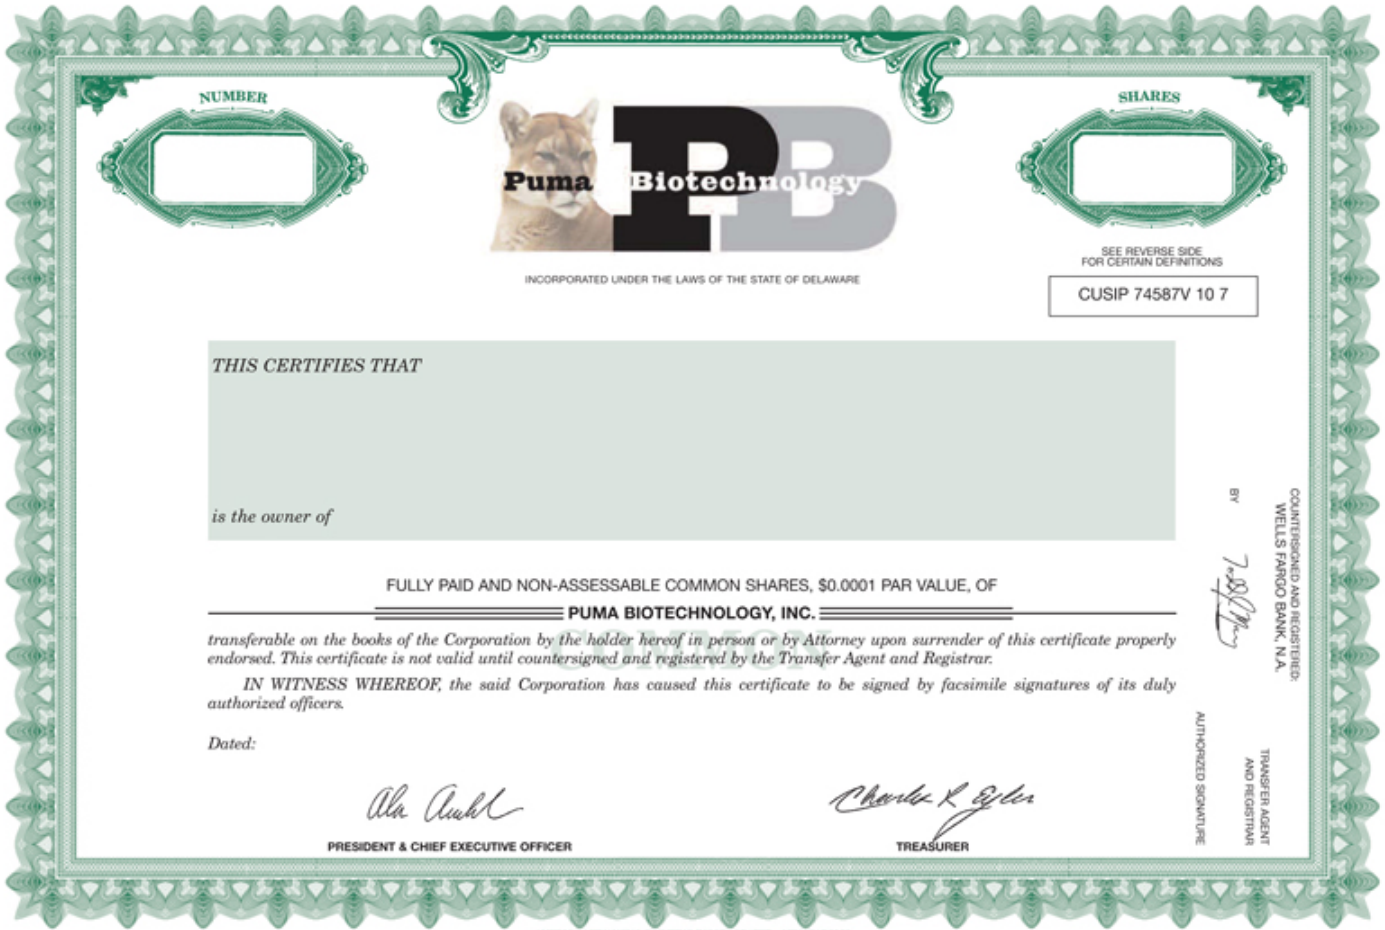 NUMBER
SHARES
Puma Biotechnology
PB
INCORPORATED UNDER THE LAWS OF THE STATE OF DELAWARE
SEE REVERSE SIDE
FOR CERTAIN DEFINITIONS
CUSIP 74587V 10 7
THIS CERTIFIES THAT
is the owner of
FULLY PAID AND NON-ASSESSABLE COMMON SHARES, $0.0001 PAR VALUE, OF
PUMA BIOTECHNOLOGY, INC.
COMMON
transferable on the books of the Corporation by the holder hereof in person or by Attorney upon surrender of this certificate properly
endorsed. This certificate is not valid until countersigned and registered by the Transfer Agent and Registrar.
IN WITNESS WHEREOF, the said Corporation has caused this certificate to be signed by facsimile signatures of its duly
authorized officers.
Dated:
Charles R Eyler
PRESIDENT & CHIEF EXECUTIVE OFFICER
TREASURER
COUNTERSIGNED AND REGISTERED:
WELLS FARGO BANK, N.A.
BY
TRANSFER AGENT
AND REGISTRAR
AUTHORIZED SIGNATURE